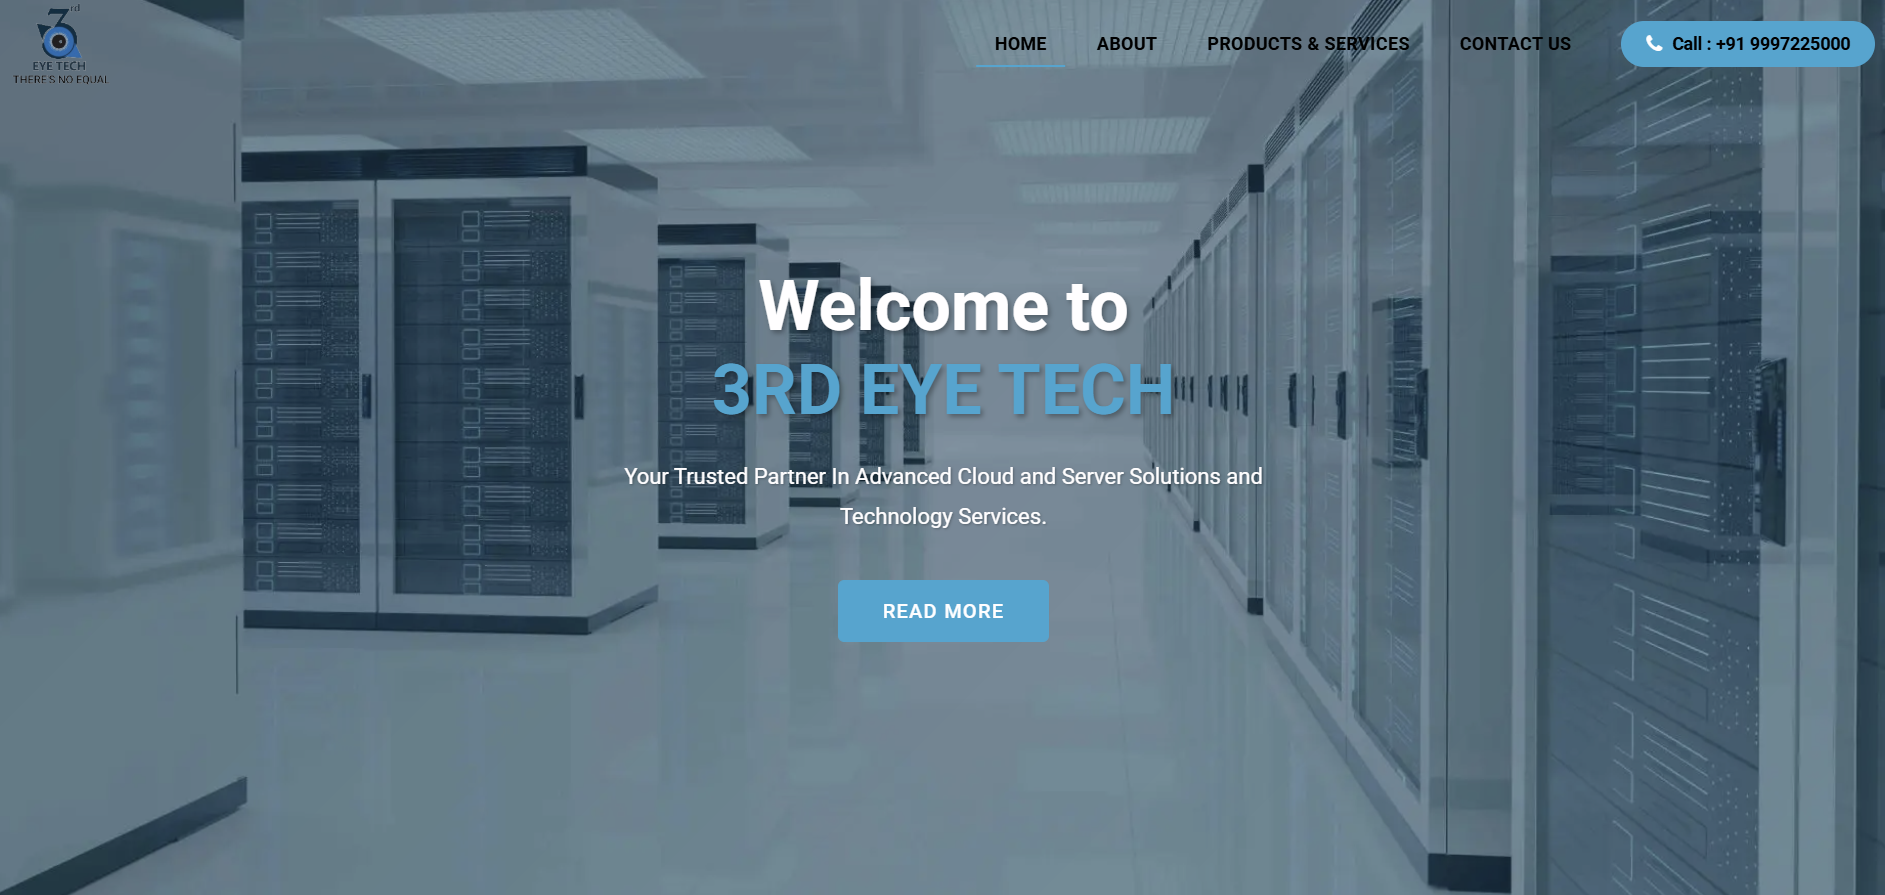 3rd
EYE TECH
THERE'S NO EQUAL
HOME
ABOUT
PRODUCTS & SERVICES
CONTACT US
Call : +91 9997225000
Welcome to
3RD EYE TECH
Your Trusted Partner In Advanced Cloud and Server Solutions and
Technology Services.
READ MORE